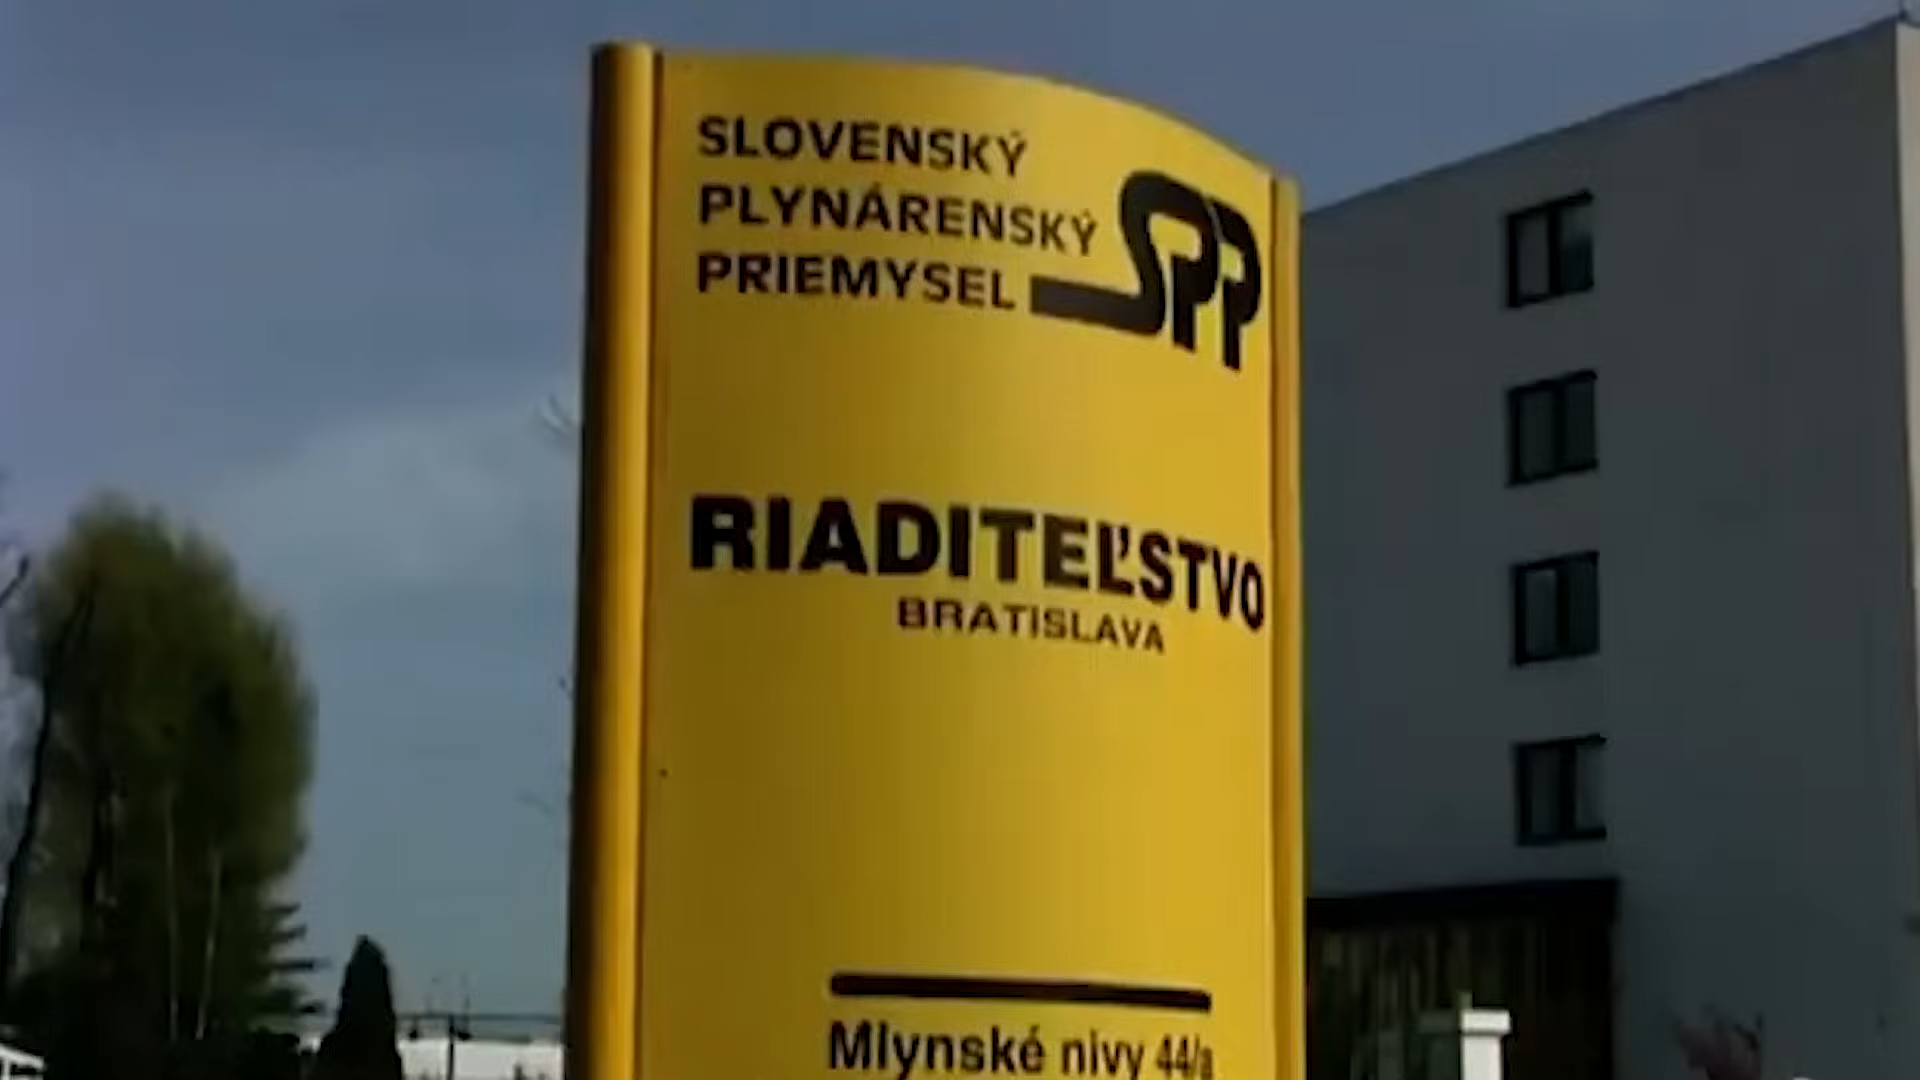 SLOVENSKÝ
PLYNÁRENSKÝ
PRIEMYSEL
SPP
RIADITEĽSTVO
BRATISLAVA
Mlynské nivy 44/a